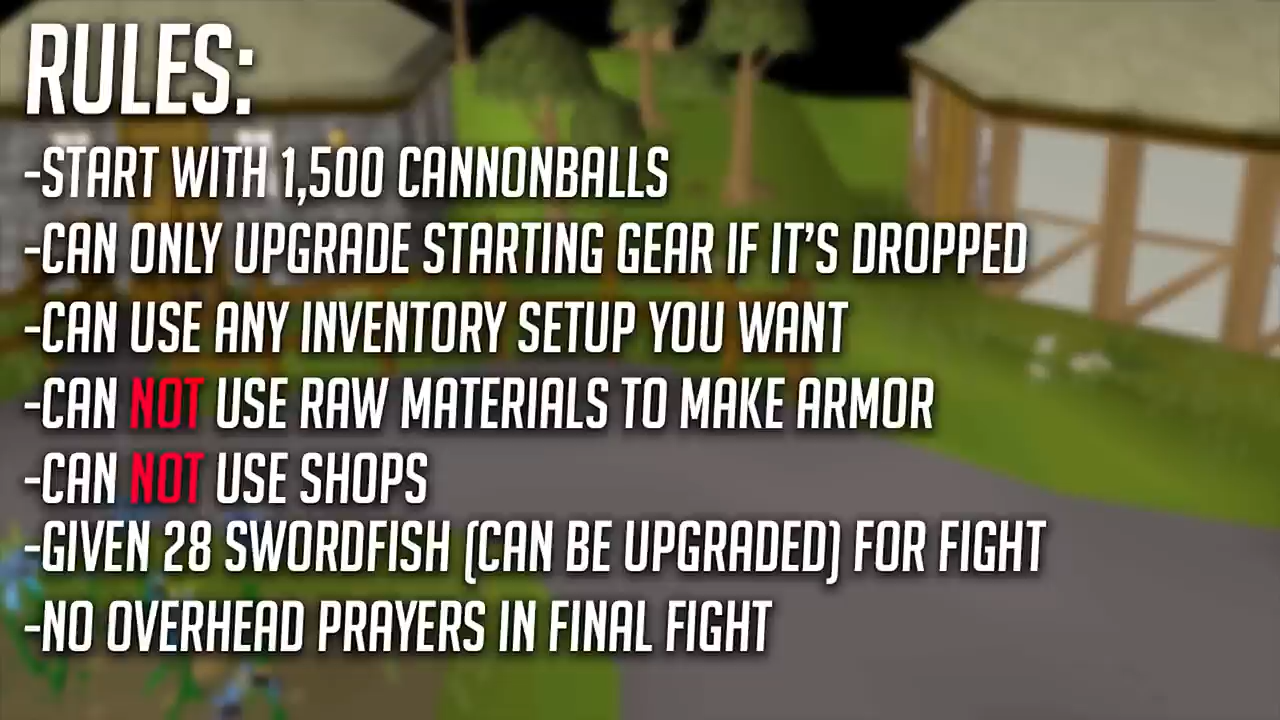 RULES:
-START WITH 1,500 CANNONBALLS
-CAN ONLY UPGRADE STARTING GEAR IF IT'S DROPPED
-CAN USE ANY INVENTORY SETUP YOU WANT
-CAN NOT USE RAW MATERIALS TO MAKE ARMOR
-CAN NOT USE SHOPS
-GIVEN 28 SWORDFISH (CAN BE UPGRADED) FOR FIGHT
-NO OVERHEAD PRAYERS IN FINAL FIGHT